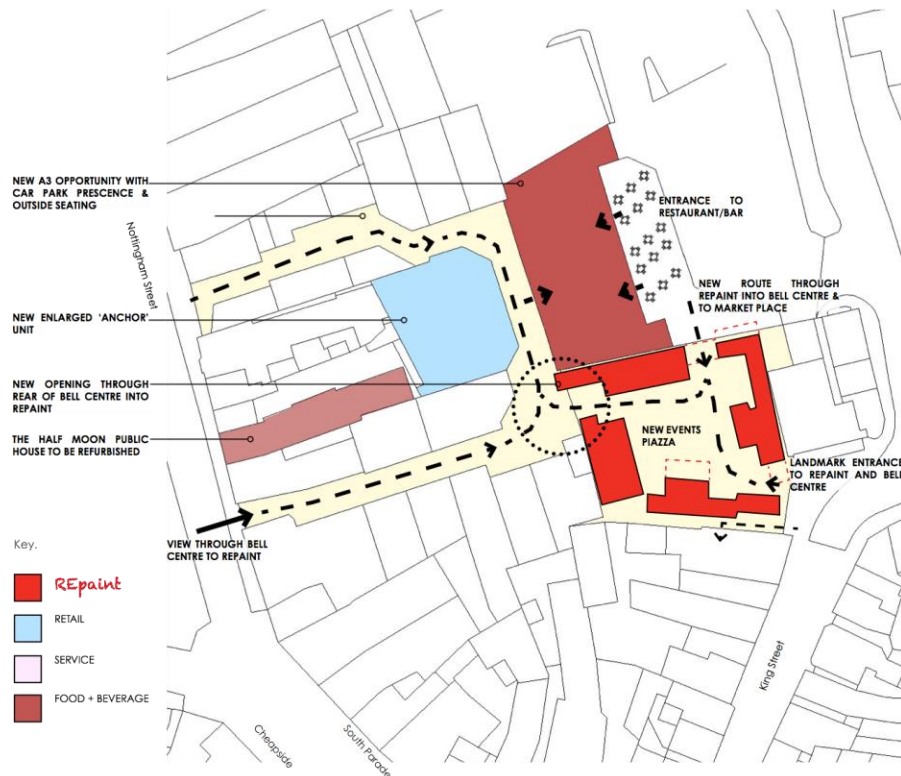 NEW A3 OPPORTUNITY WITH
CAR PARK PRESCENCE &
OUTSIDE SEATING
Nottingham Street
ENTRANCE TO
RESTAURANT/BAR
NEW ROUTE THROUGH
REPAINT INTO BELL CENTRE &
TO MARKET PLACE
NEW ENLARGED 'ANCHOR'
UNIT
NEW OPENING THROUGH
REAR OF BELL CENTRE INTO
REPAINT
THE HALF MOON PUBLIC
HOUSE TO BE REFURBISHED
NEW EVENTS
PIAZZA
LANDMARK ENTRANCE
TO REPAINT AND BELL
CENTRE
VIEW THROUGH BELL
CENTRE TO REPAINT
Key.
REpaint
RETAIL
SERVICE
FOOD + BEVERAGE
Cheapside
South Parade
King Street